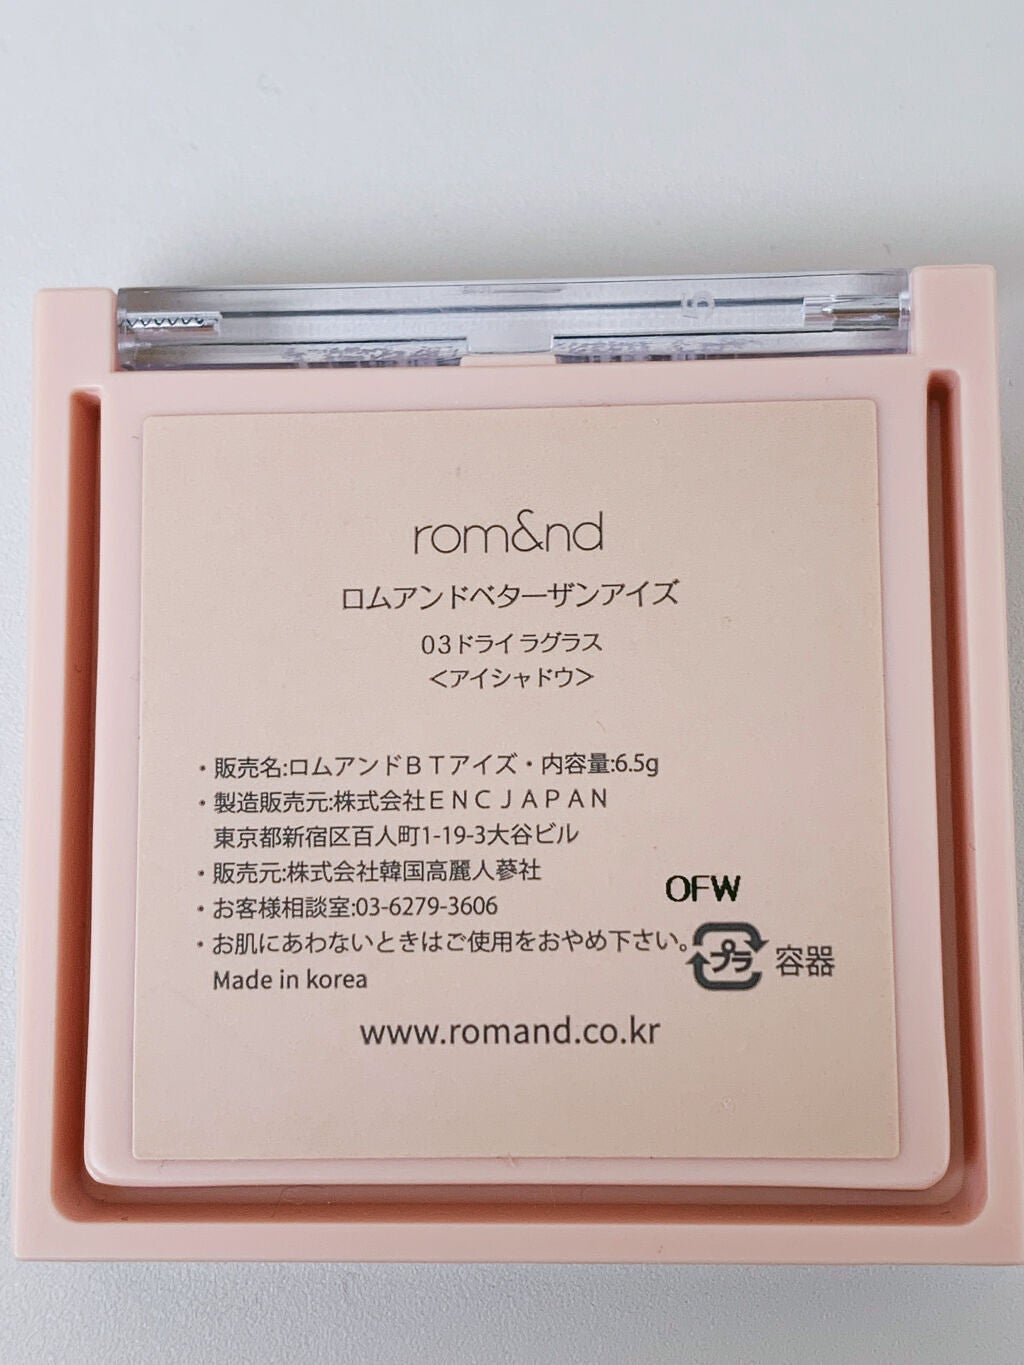 rom&nd
ロムアンドベターザンアイズ
03ドライ ラグラス
＜アイシャドウ＞
・販売名:ロムアンドＢＴアイズ・内容量:6.5g
・製造販売元:株式会社ＥＮＣＪＡＰＡＮ
東京都新宿区百人町1-19-3大谷ビル
・販売元:株式会社韓国高麗人蔘社
・お客様相談室:03-6279-3606
OFW
・お肌にあわないときはご使用をおやめ下さい。
プラ 容器
Made in korea
www.romand.co.kr